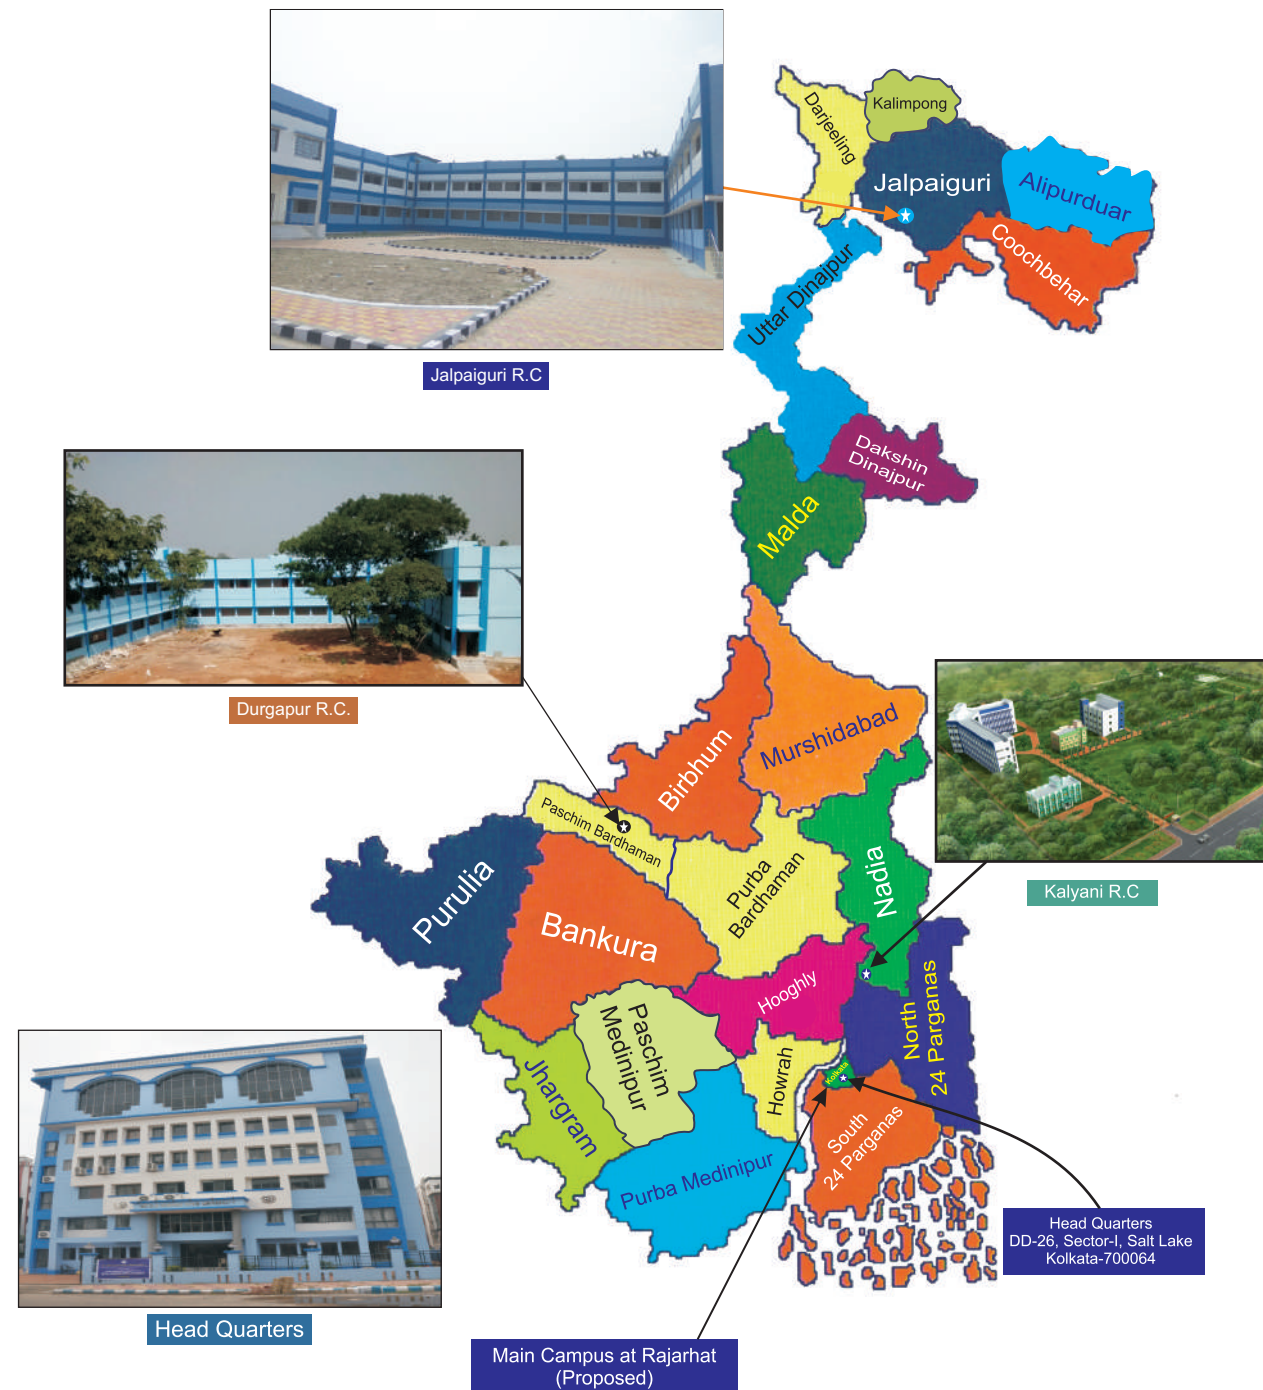 Darjeeling
Kalimpong
Jalpaiguri
Alipurduar
Coochbehar
Uttar Dinajpur
Jalpaiguri R.C
Dakshin
Dinajpur
Malda
Durgapur R.C.
Murshidabad
Birbhum
Paschim Bardhaman
Purba
Bardhaman
Nadia
Kalyani R.C
Purulia
Bankura
Hooghly
North
24 Parganas
Paschim
Medinipur
Howrah
Kolkata
Jhargram
South
24 Parganas
Purba Medinipur
Head Quarters
DD-26, Sector-I, Salt Lake
Kolkata-700064
Head Quarters
Main Campus at Rajarhat
(Proposed)